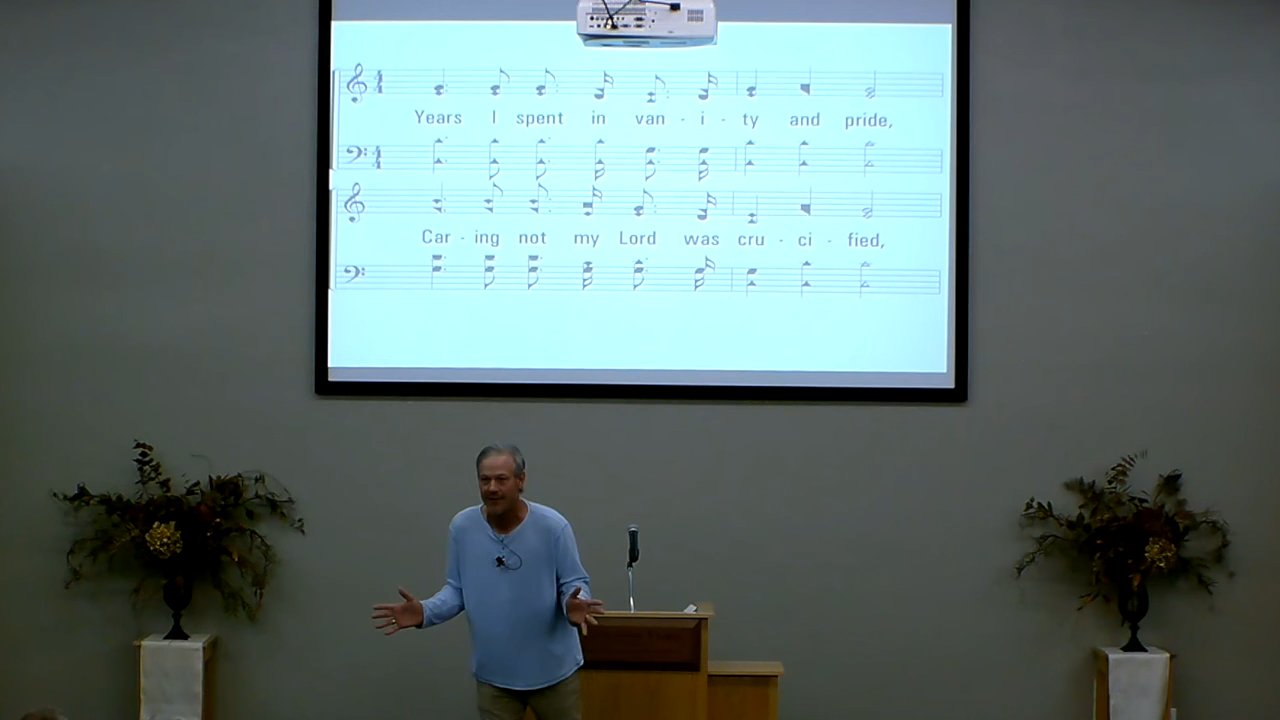 Years I spent in van - i - ty and pride,
Car - ing not my Lord was cru - ci - fied,